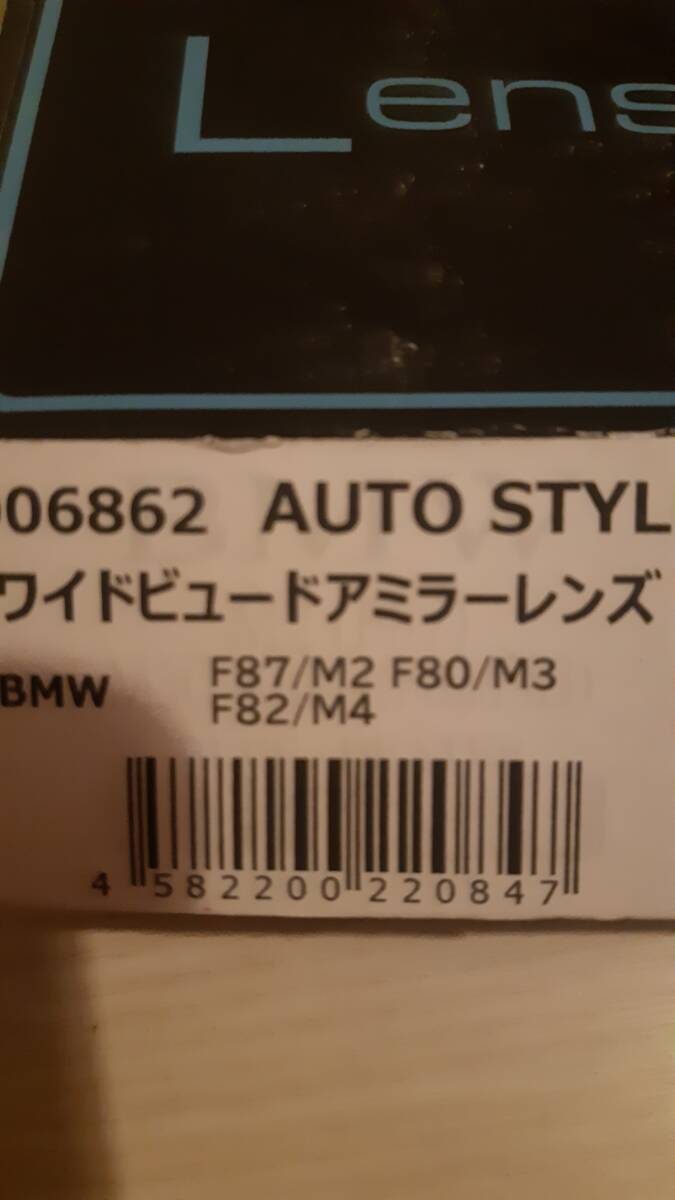 Lens
06862 AUTO STYL
ワイドビュードアミラーレンズ
BMW F87/M2 F80/M3
F82/M4
4 582200 220847